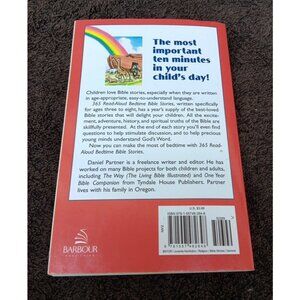 The most
important
ten minutes
in your
child's day!
Children love Bible stories, especially when they are written
in age-appropriate, easy-to-understand language.
365 Read-Aloud Bedtime Bible Stories, written specifically
for ages three to eight, has a year's supply of the best-loved
Bible stories that will delight your children. All the excite-
ment, adventure, history, and spiritual truths of the Bible are
skillfully presented. At the end of each story you'll even find
questions to help stimulate discussion, and to help precious
young minds understand God's Word.
Now you can make the most of bedtime with 365 Read-
Aloud Bedtime Bible Stories.
Daniel Partner is a freelance writer and editor. He has
worked on many Bible projects for both children and adults,
including The Way (The Living Bible Illustrated) and One Year
Bible Companion from Tyndale House Publishers. Partner
lives with his family in Oregon.
BARBOUR